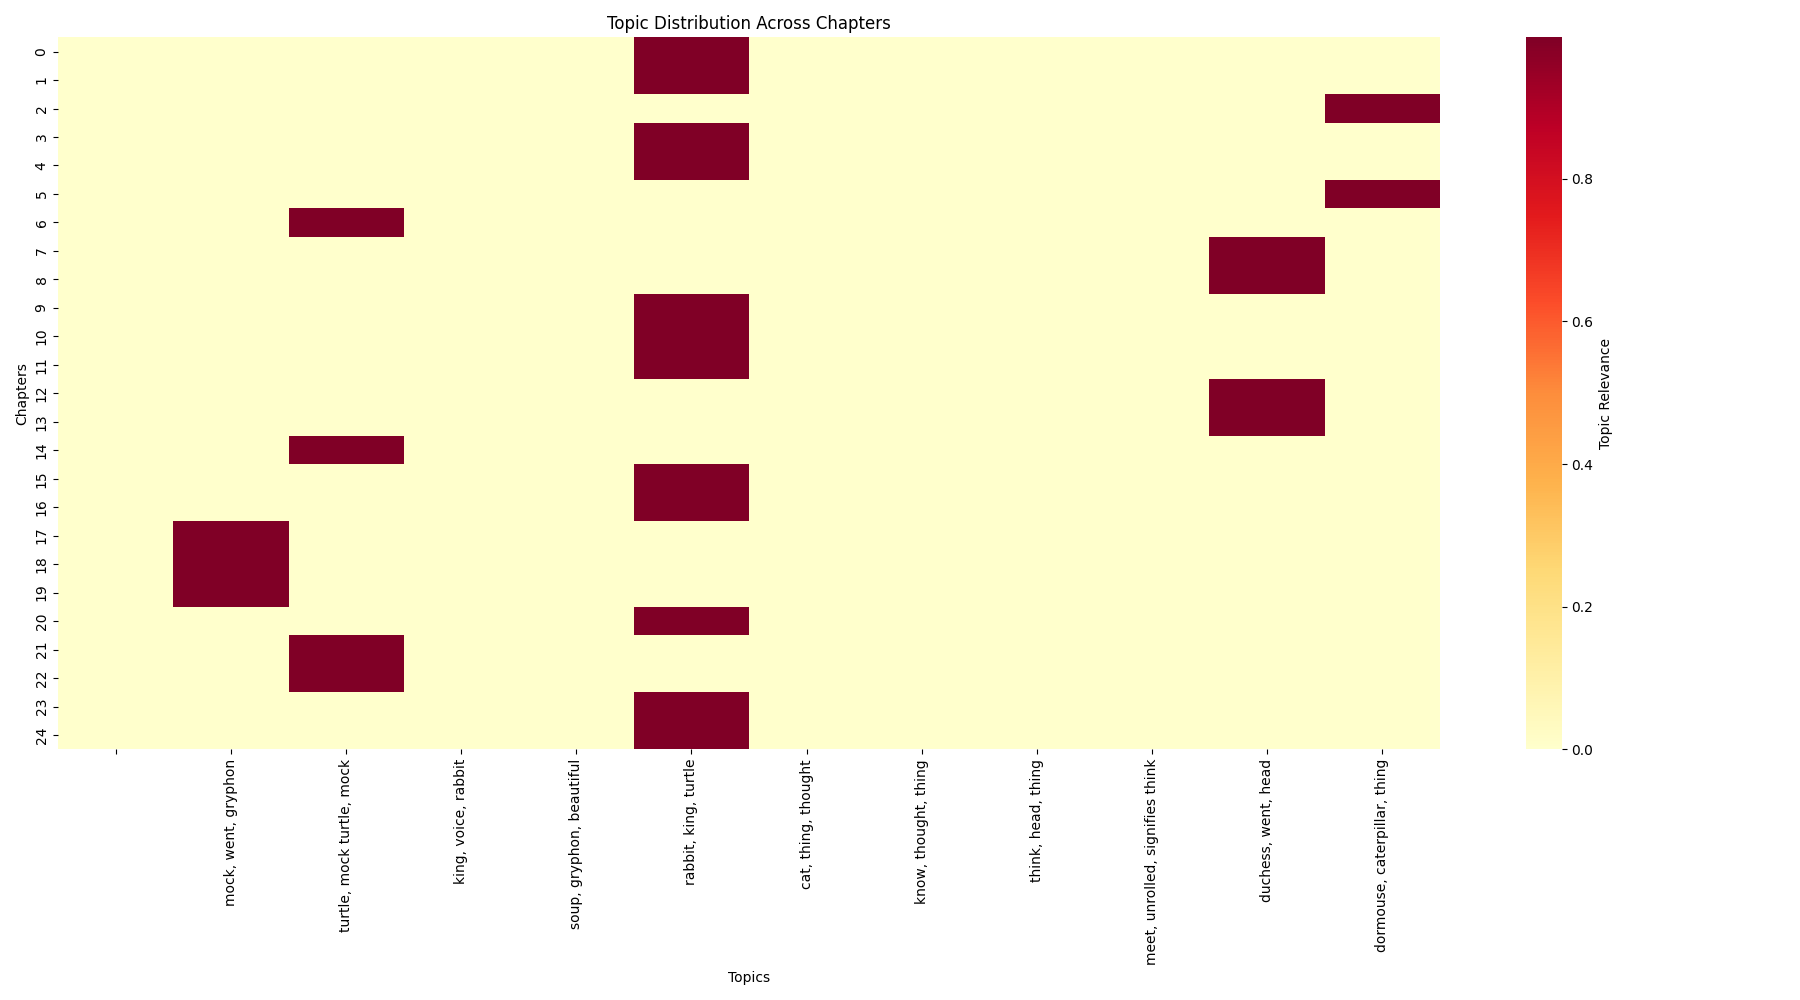 Topic Distribution Across Chapters
Chapters
0
1
2
3
4
5
6
7
8
9
10
11
12
13
14
15
16
17
18
19
20
21
22
23
24
mock, went, gryphon
turtle, mock turtle, mock
king, voice, rabbit
soup, gryphon, beautiful
rabbit, king, turtle
cat, thing, thought
know, thought, thing
think, head, thing
meet, unrolled, signifies think
duchess, went, head
dormouse, caterpillar, thing
Topics
0.8
0.6
0.4
0.2
0.0
Topic Relevance